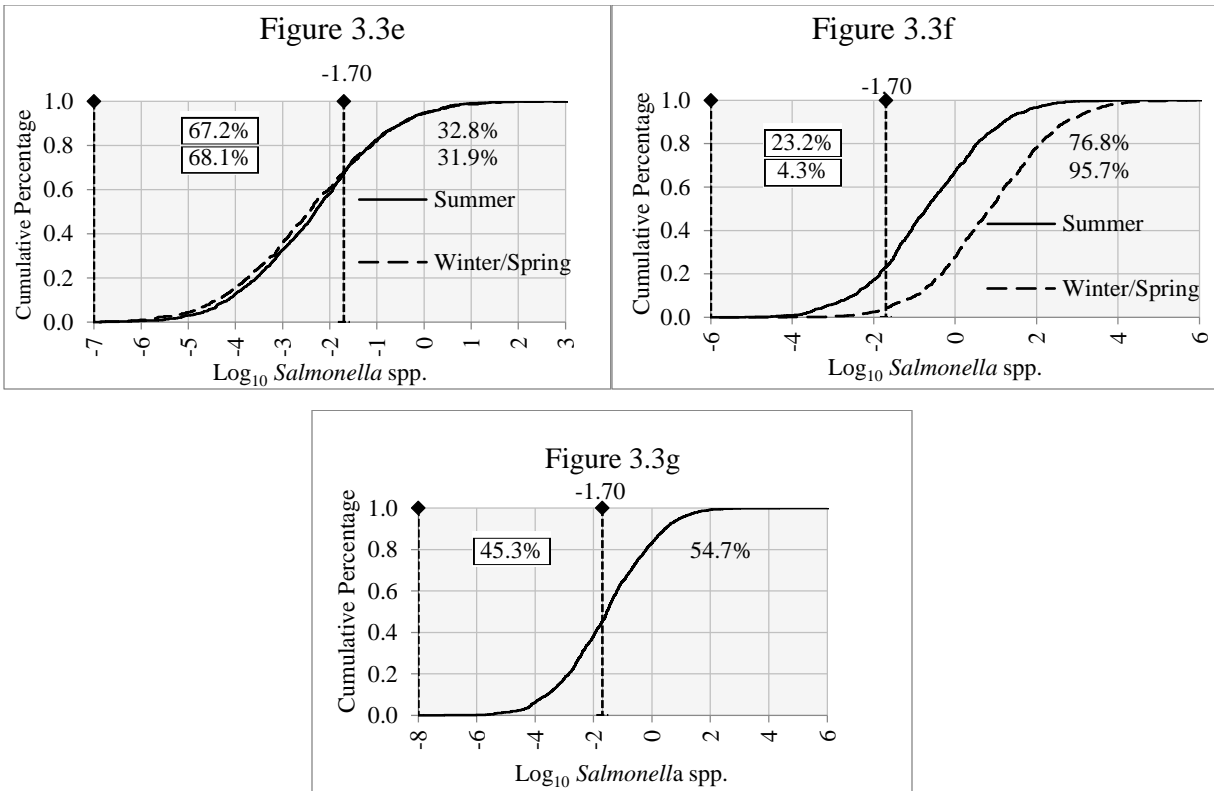 Figure 3.3e
-1.70
Cumulative Percentage
1.0
0.8
0.6
0.4
0.2
0.0
67.2%
68.1%
32.8%
31.9%
Summer
Winter/Spring
-7 -6 -5 -4 -3 -2 -1 0 1 2 3
Log10 Salmonella spp.
Figure 3.3f
-1.70
Cumulative Percentage
1.0
0.8
0.6
0.4
0.2
0.0
23.2%
4.3%
76.8%
95.7%
Summer
Winter/Spring
-6 -4 -2 0 2 4 6
Log10 Salmonella spp.
Figure 3.3g
-1.70
Cumulative Percentage
1.0
0.8
0.6
0.4
0.2
0.0
45.3%
54.7%
-8 -6 -4 -2 0 2 4 6
Log10 Salmonella spp.